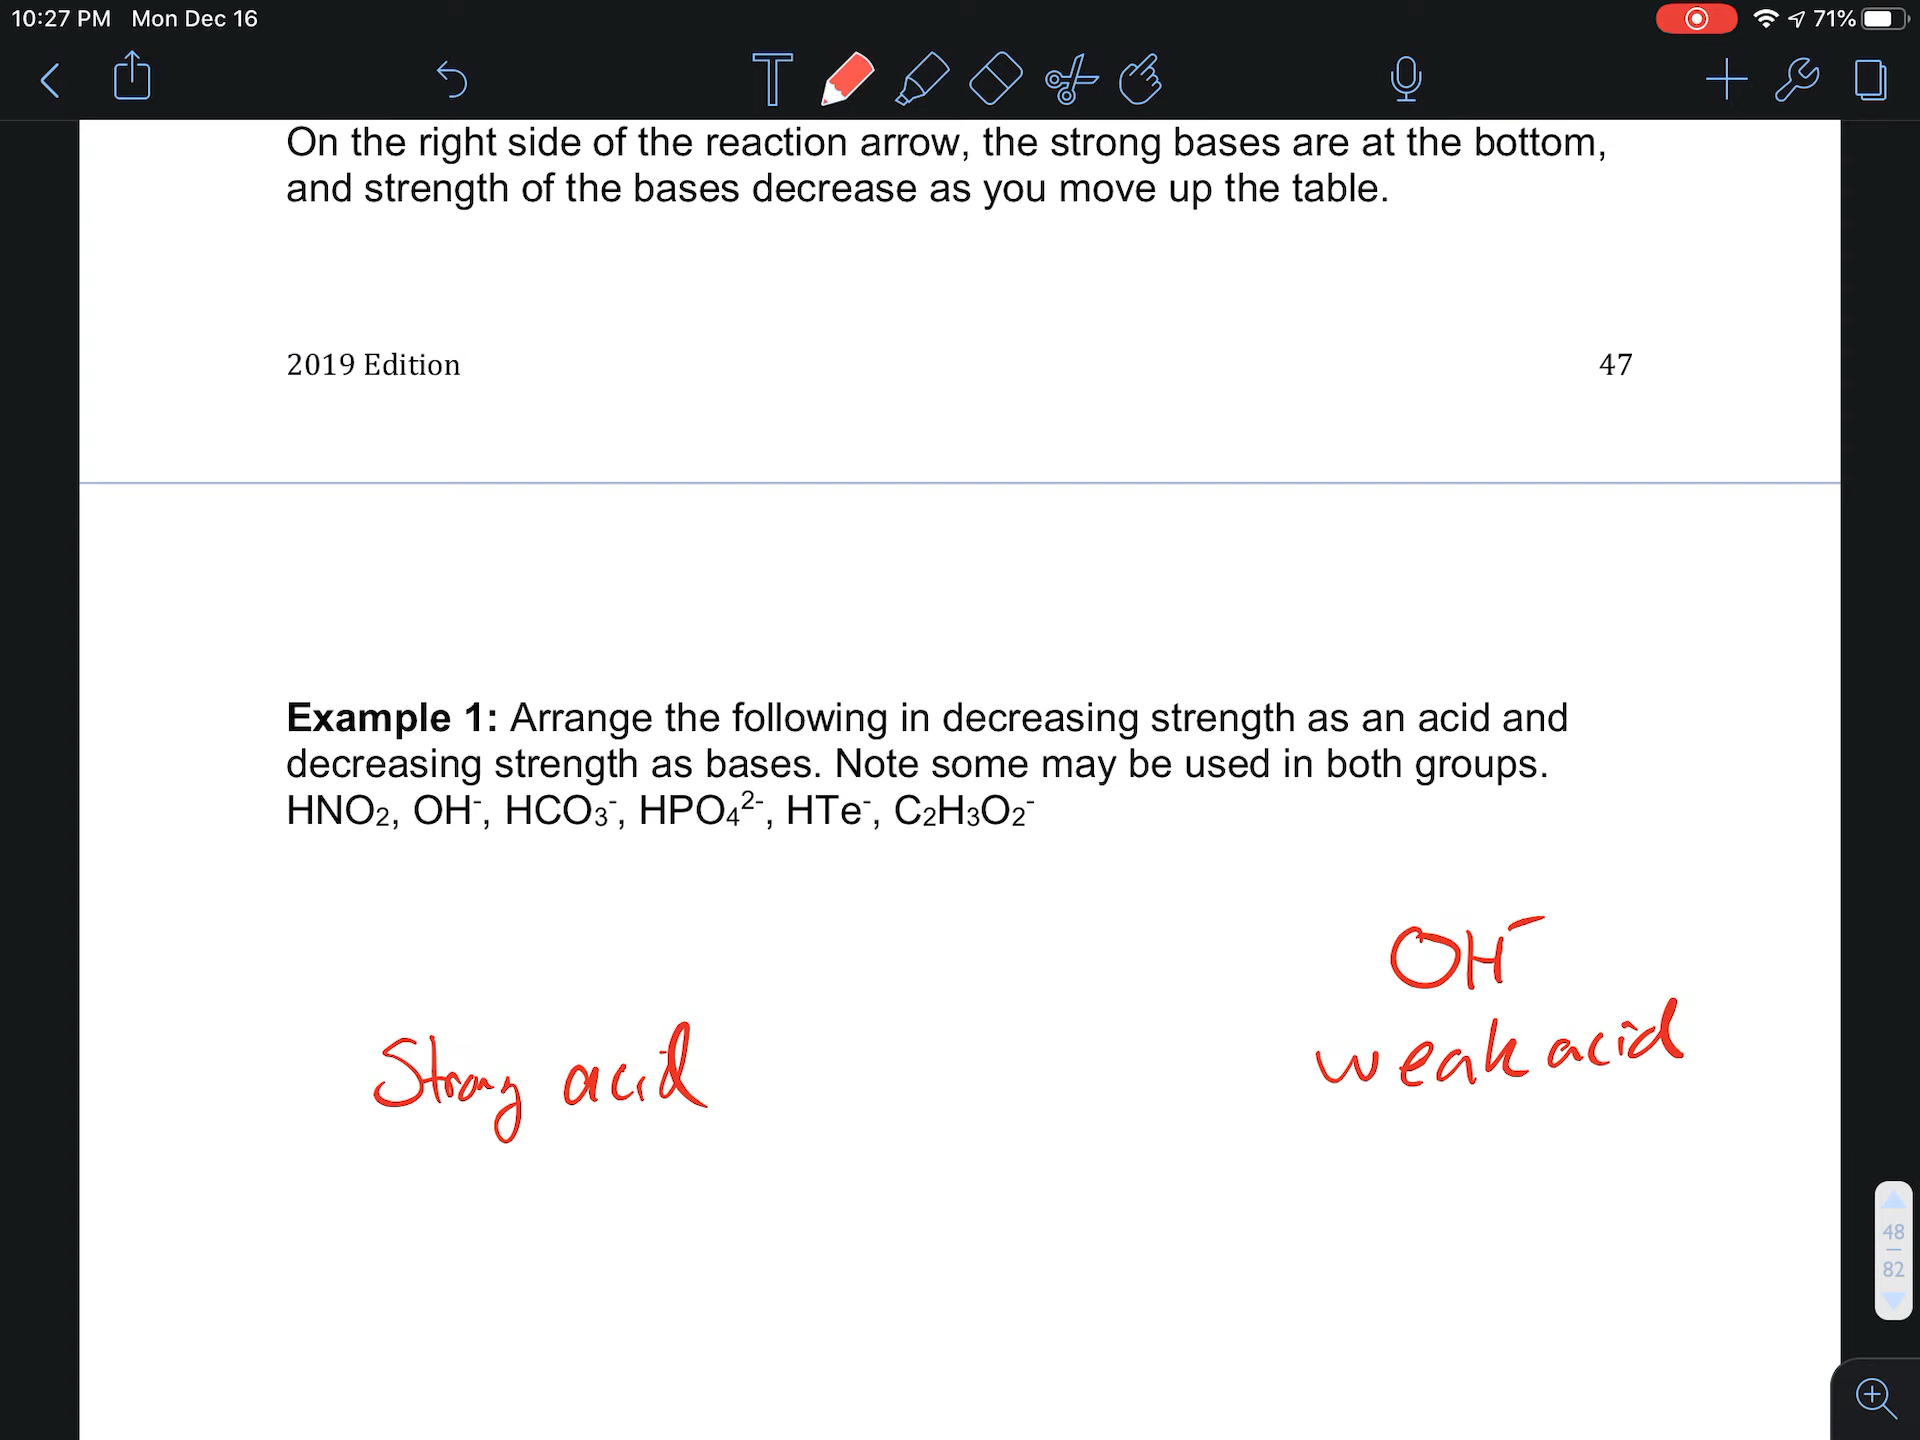 10:27 PM Mon Dec 16 71%
On the right side of the reaction arrow, the strong bases are at the bottom,
and strength of the bases decrease as you move up the table.
2019 Edition 47
Example 1: Arrange the following in decreasing strength as an acid and
decreasing strength as bases. Note some may be used in both groups.
HNO₂, OH⁻, HCO₃⁻, HPO₄²⁻, HTe⁻, C₂H₃O₂⁻
OH⁻
Strong acid weak acid
48
82